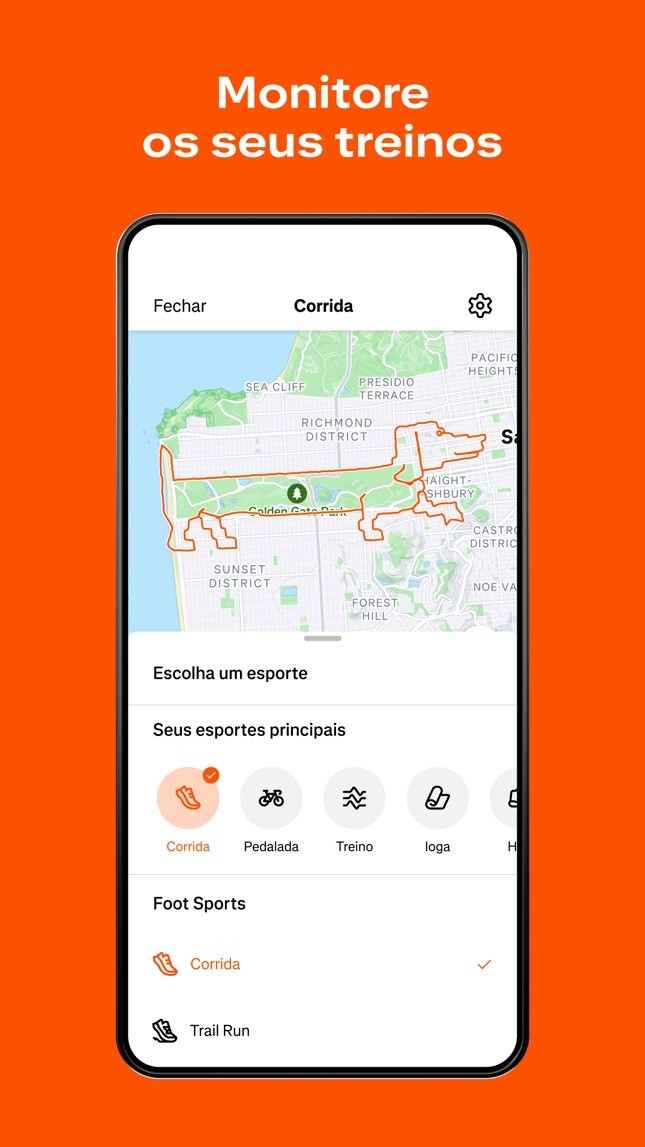 Monitore
os seus treinos
Fechar
Corrida
PACIFIC
HEIGHTS
SEA CLIFF
PRESIDIO
TERRACE
RICHMOND
DISTRICT
Sa
HAIGHT-
SHBURY
Golden Gate Park
CASTRO
DISTRIC
SUNSET
DISTRICT
NOE VA
FOREST
HILL
Escolha um esporte
Seus esportes principais
Corrida
Pedalada
Treino
Ioga
H
Foot Sports
Corrida
Trail Run